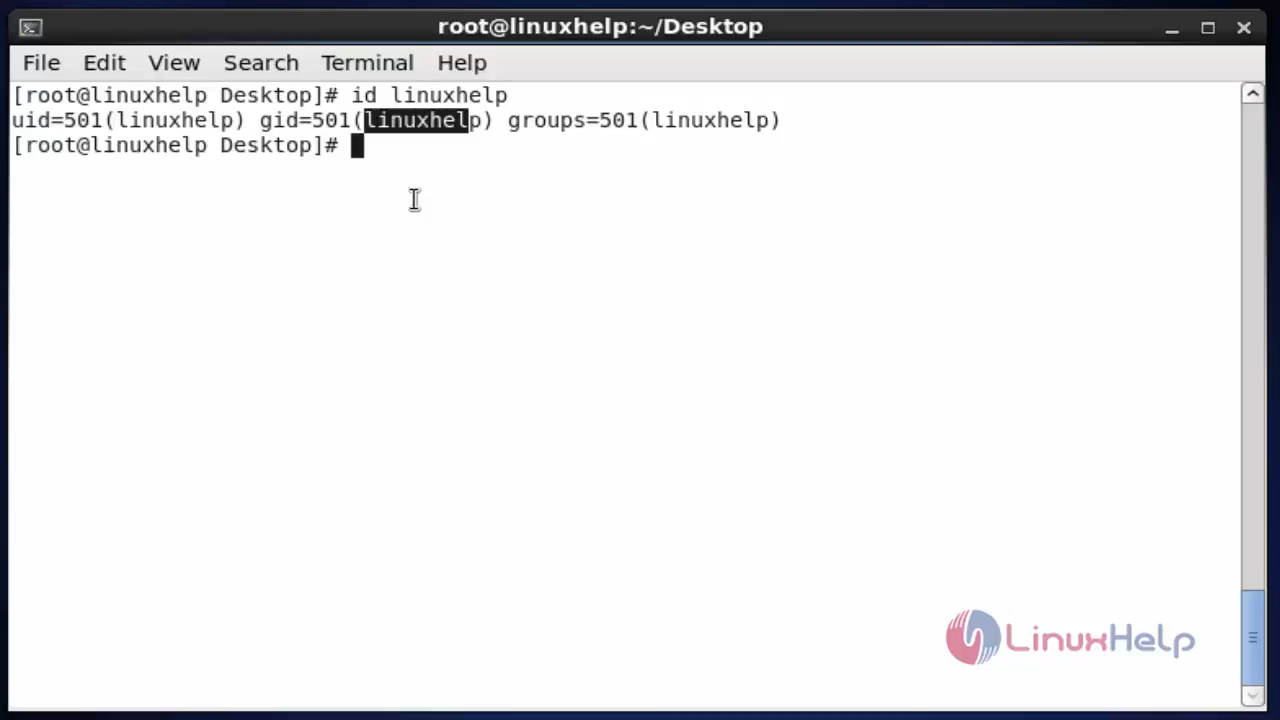 root@linuxhelp:~/Desktop
File Edit View Search Terminal Help
[root@linuxhelp Desktop]# id linuxhelp
uid=501(linuxhelp) gid=501(linuxhelp) groups=501(linuxhelp)
[root@linuxhelp Desktop]#
LinuxHelp